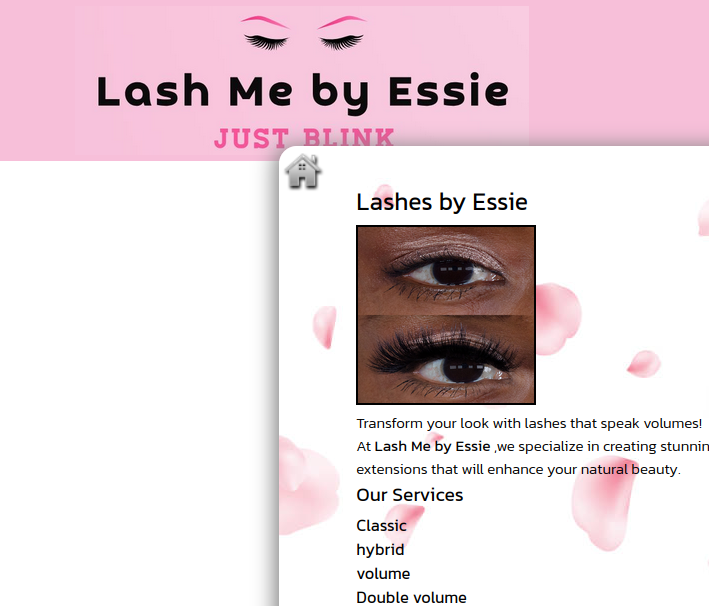 Lash Me by Essie
JUST BLINK
Lashes by Essie
Transform your look with lashes that speak volumes!
At Lash Me by Essie ,we specialize in creating
extensions that will enhance your natural beauty.
Our Services
Classic
hybrid
volume
Double volume